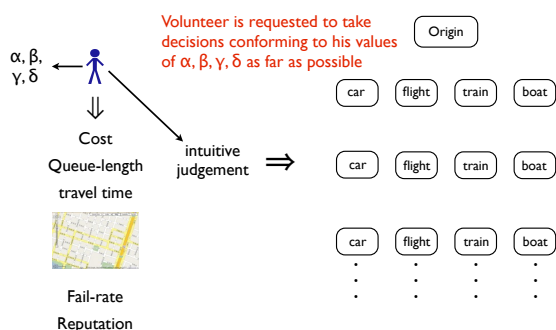 Volunteer is requested to take
decisions conforming to his values
of α, β, γ, δ as far as possible
Origin
α, β,
γ, δ
⇓
Cost
Queue-length
travel time
Fail-rate
Reputation
intuitive
judgement
⇒
car flight train boat
car flight train boat
car flight train boat